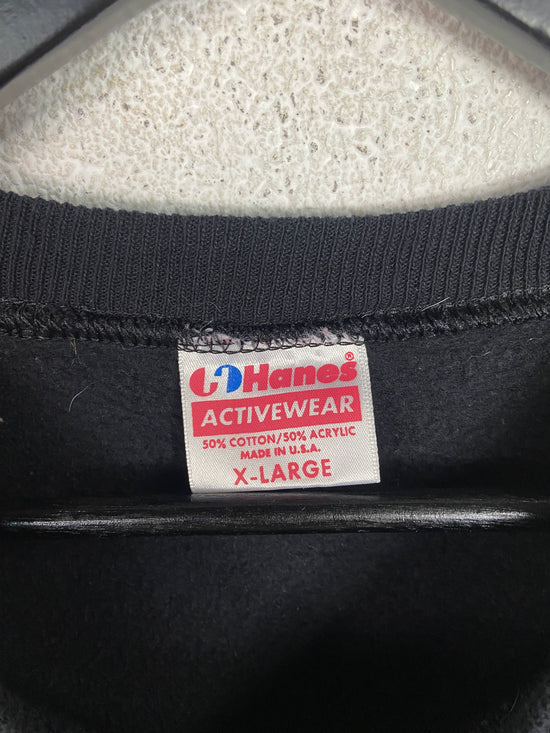 Hanes®
ACTIVEWEAR
50% COTTON/50% ACRYLIC
MADE IN U.S.A.
X-LARGE